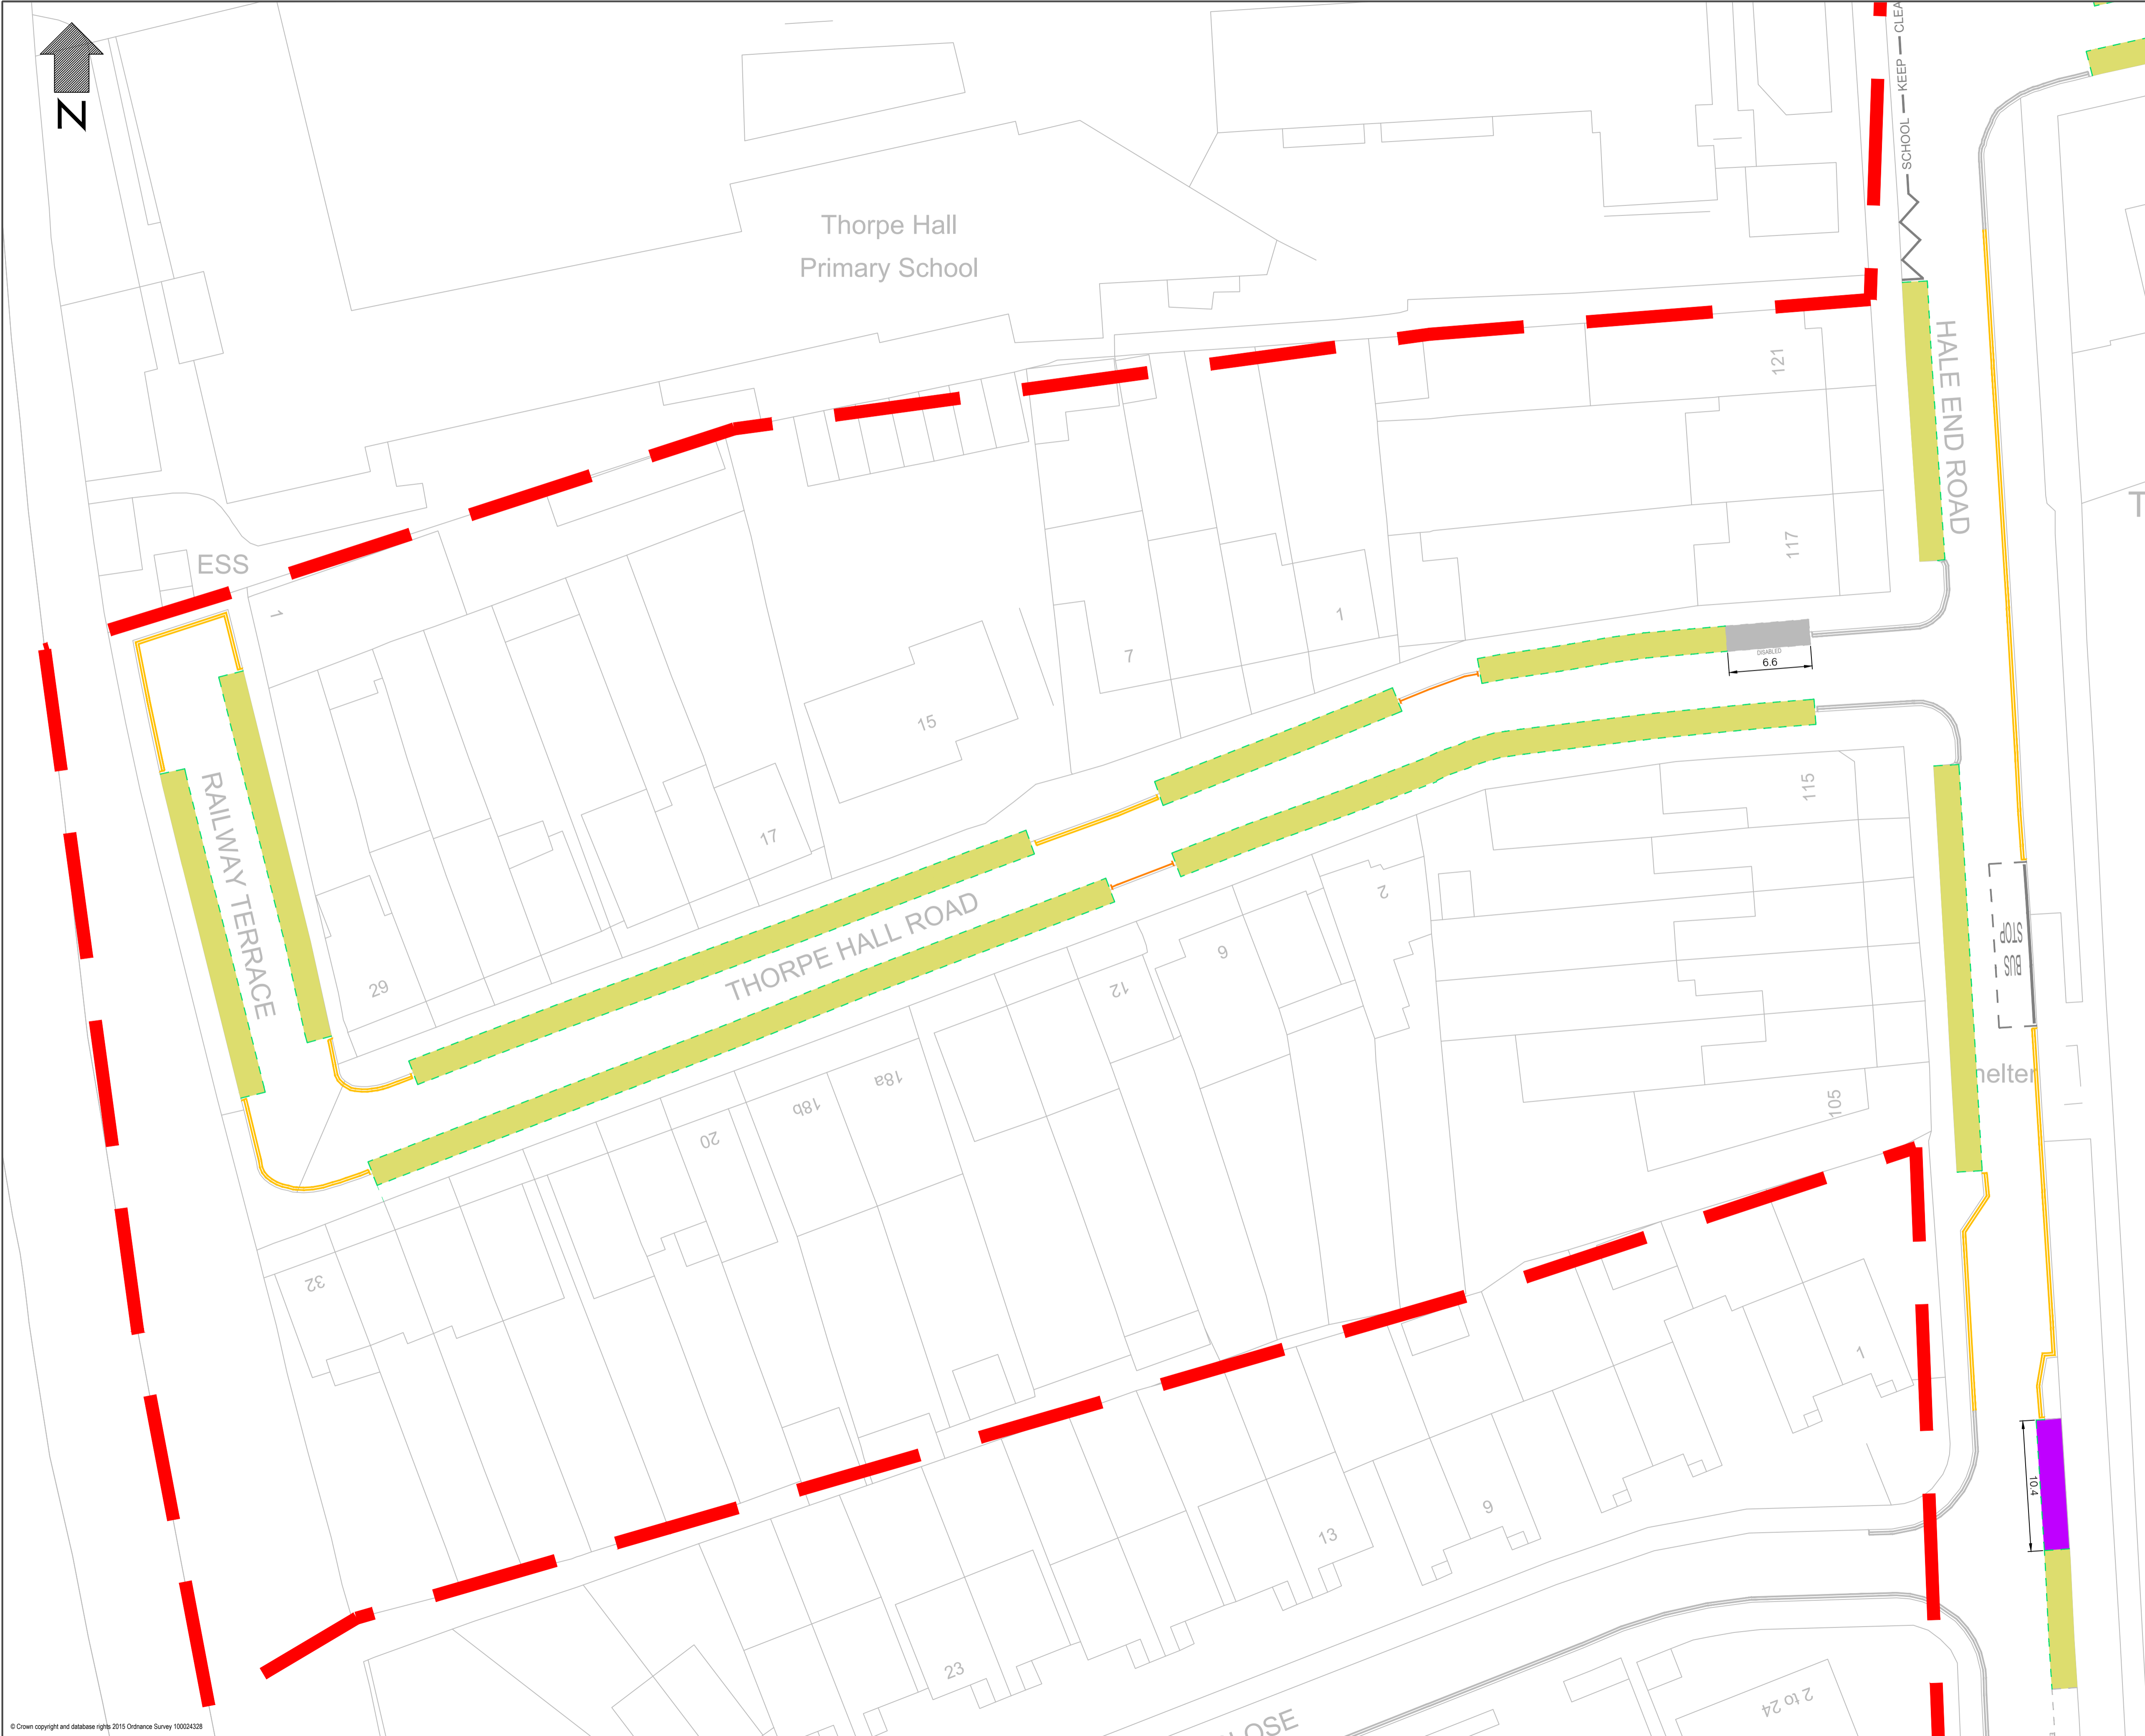 N
SCHOOL KEEP CLEA
Thorpe Hall
Primary School
HALE END ROAD
121
T
117
ESS
1
1
7
DISABLED
6.6
15
17
115
RAILWAY TERRACE
THORPE HALL ROAD
29
2
9
12
BUS
STOP
helter
105
18a
18b
20
32
1
10.4
9
13
23
2 to 24
LOSE
© Crown copyright and database rights 2015 Ordnance Survey 100024328